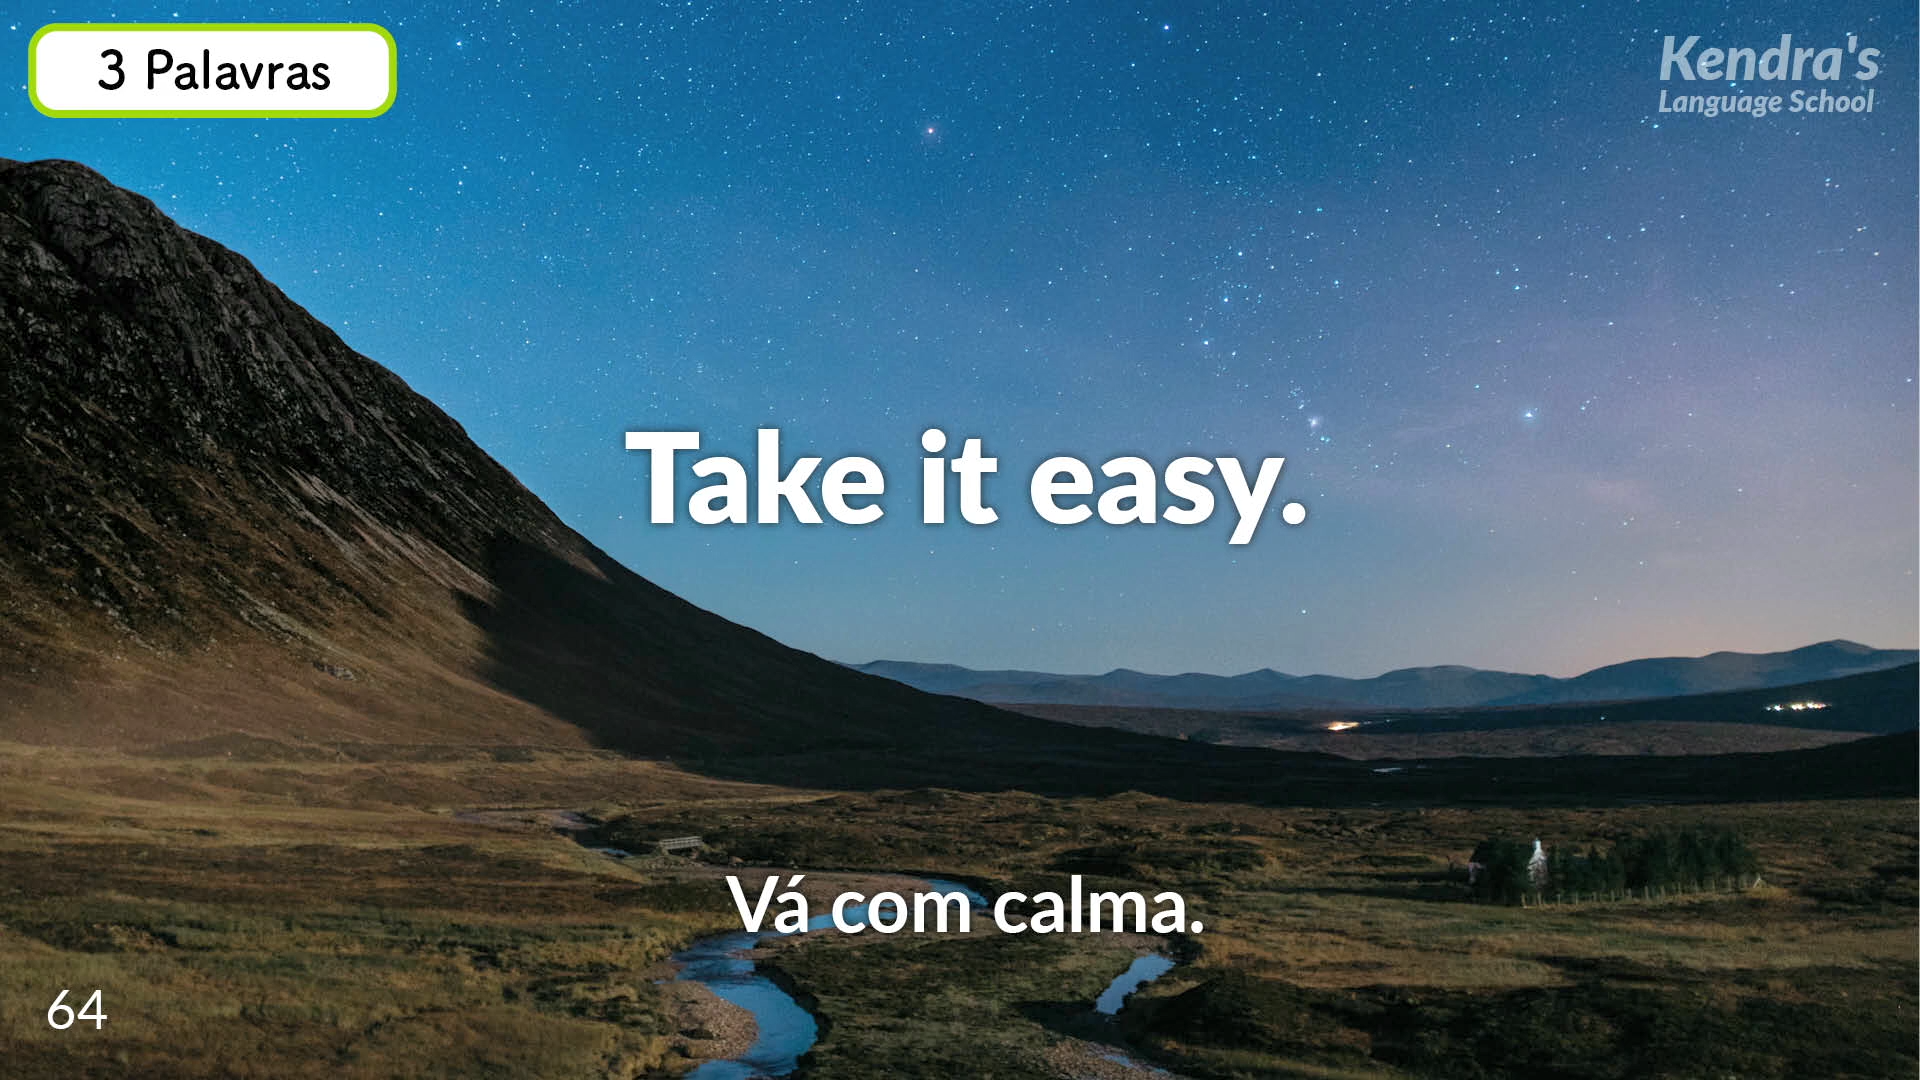 3 Palavras
Kendra's
Language School
Take it easy.
Vá com calma.
64